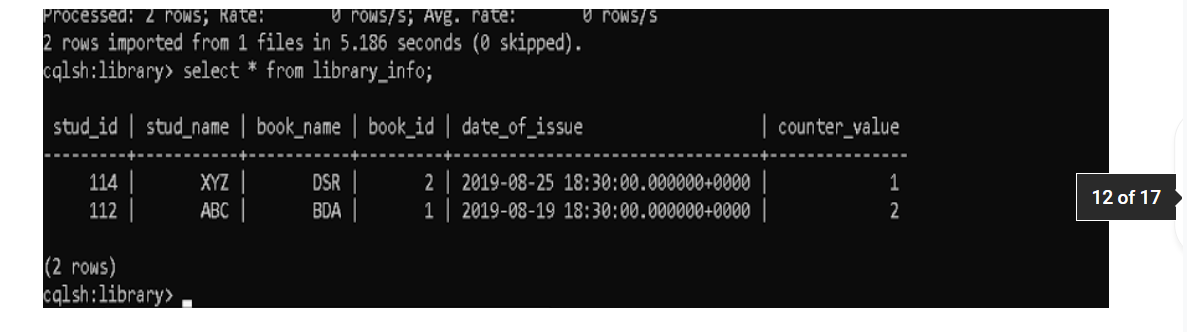 Processed: 2 rows; Rate:       0 rows/s; Avg. rate:       0 rows/s
2 rows imported from 1 files in 5.186 seconds (0 skipped).
cqlsh:library> select * from library_info;
stud_id | stud_name | book_name | book_id | date_of_issue                   | counter_value
---------+-----------+-----------+---------+---------------------------------+---------------
114 |       XYZ |       DSR |       2 | 2019-08-25 18:30:00.000000+0000 |             1
112 |       ABC |       BDA |       1 | 2019-08-19 18:30:00.000000+0000 |             2
(2 rows)
cqlsh:library>
12 of 17